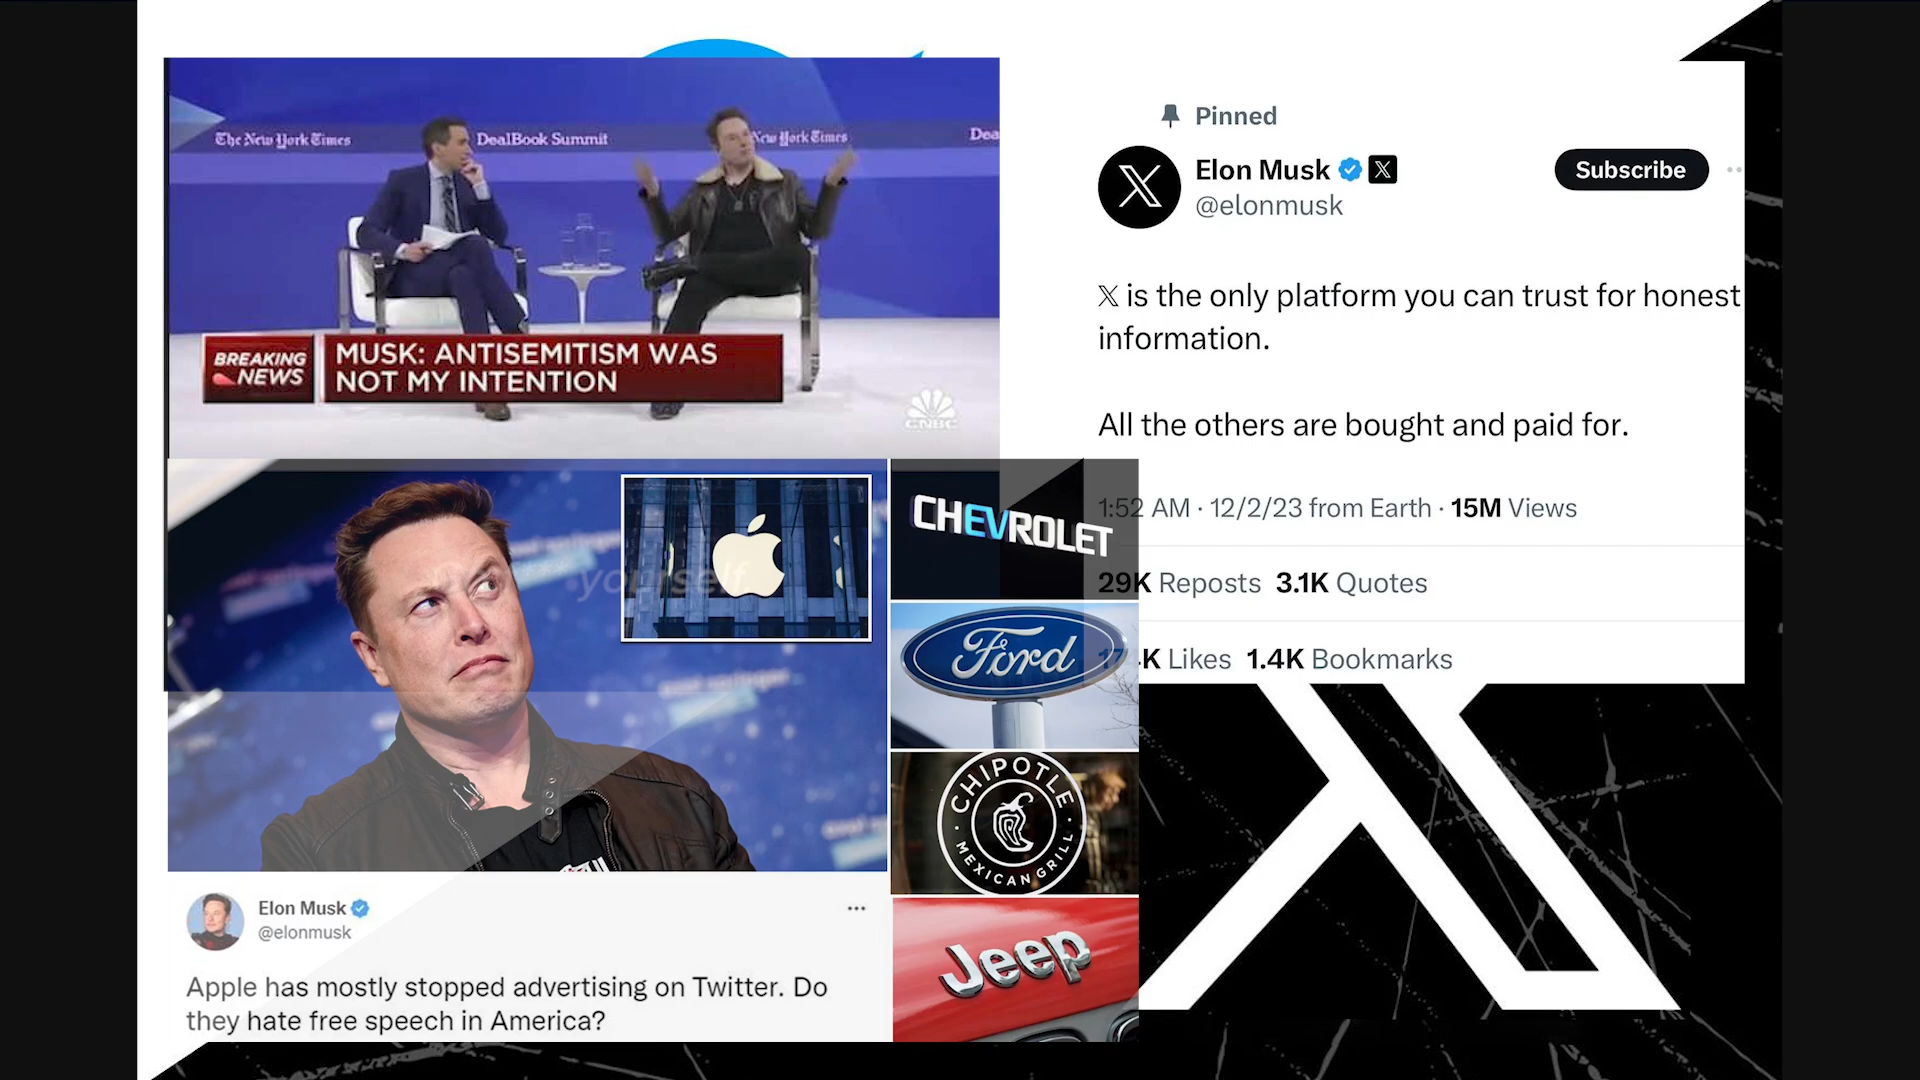 The New York Times
DealBook Summit
New York Times
Dea
BREAKING
NEWS
MUSK: ANTISEMITISM WAS
NOT MY INTENTION
CNBC
Pinned
Elon Musk
@elonmusk
Subscribe
𝕏 is the only platform you can trust for honest
information.
All the others are bought and paid for.
1:52 AM · 12/2/23 from Earth · 15M Views
29K Reposts 3.1K Quotes
K Likes 1.4K Bookmarks
yourself
CHEVROLET
Ford
CHIPOTLE
MEXICAN GRILL
Jeep
Elon Musk
@elonmusk
Apple has mostly stopped advertising on Twitter. Do
they hate free speech in America?